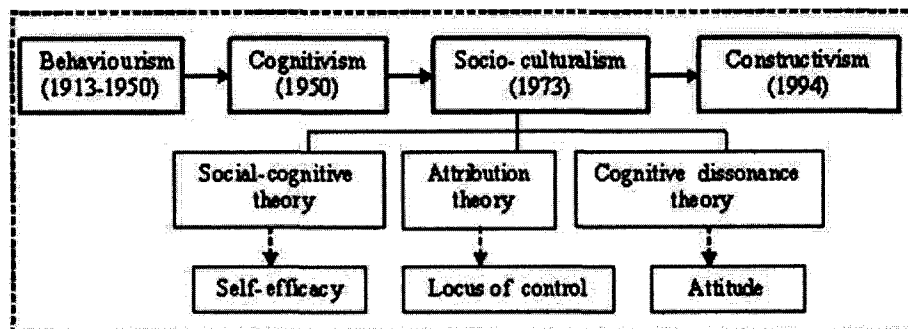 Behaviourism
(1913-1950)
Cognitivism
(1950)
Socio- culturalism
(1973)
Constructivism
(1994)
Social-cognitive
theory
Attribution
theory
Cognitive dissonance
theory
Self-efficacy
Locus of control
Attitude